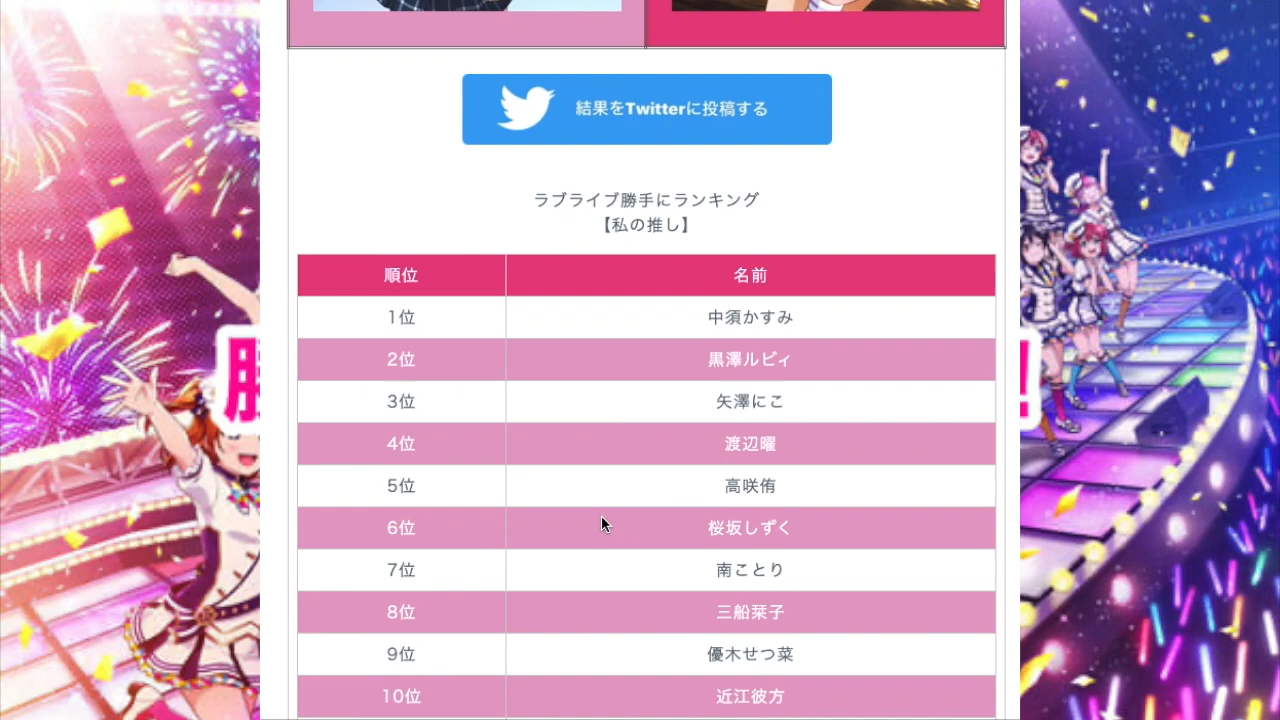 結果をTwitterに投稿する
ラブライブ勝手にランキング
【私の推し】
順位 名前
1位 中須かすみ
2位 黒澤ルビィ
3位 矢澤にこ
4位 渡辺曜
5位 高咲侑
6位 桜坂しずく
7位 南ことり
8位 三船栞子
9位 優木せつ菜
10位 近江彼方